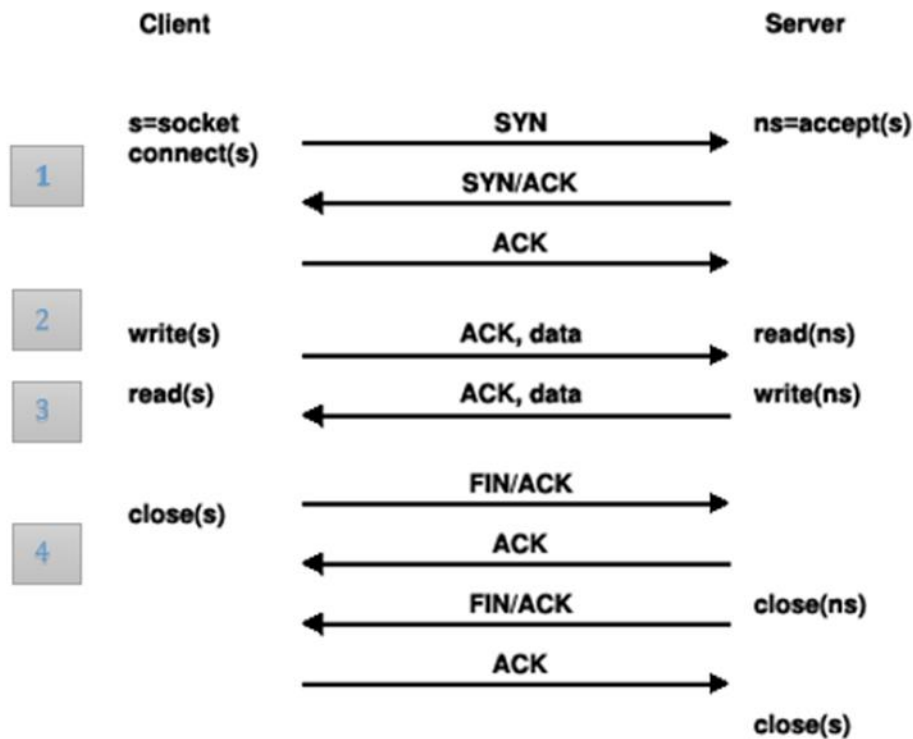 Client Server
s=socket SYN ns=accept(s)
connect(s)
1
SYN/ACK
ACK
2
write(s) ACK, data read(ns)
read(s) ACK, data write(ns)
3
FIN/ACK
close(s)
ACK
4
FIN/ACK close(ns)
ACK
close(s)